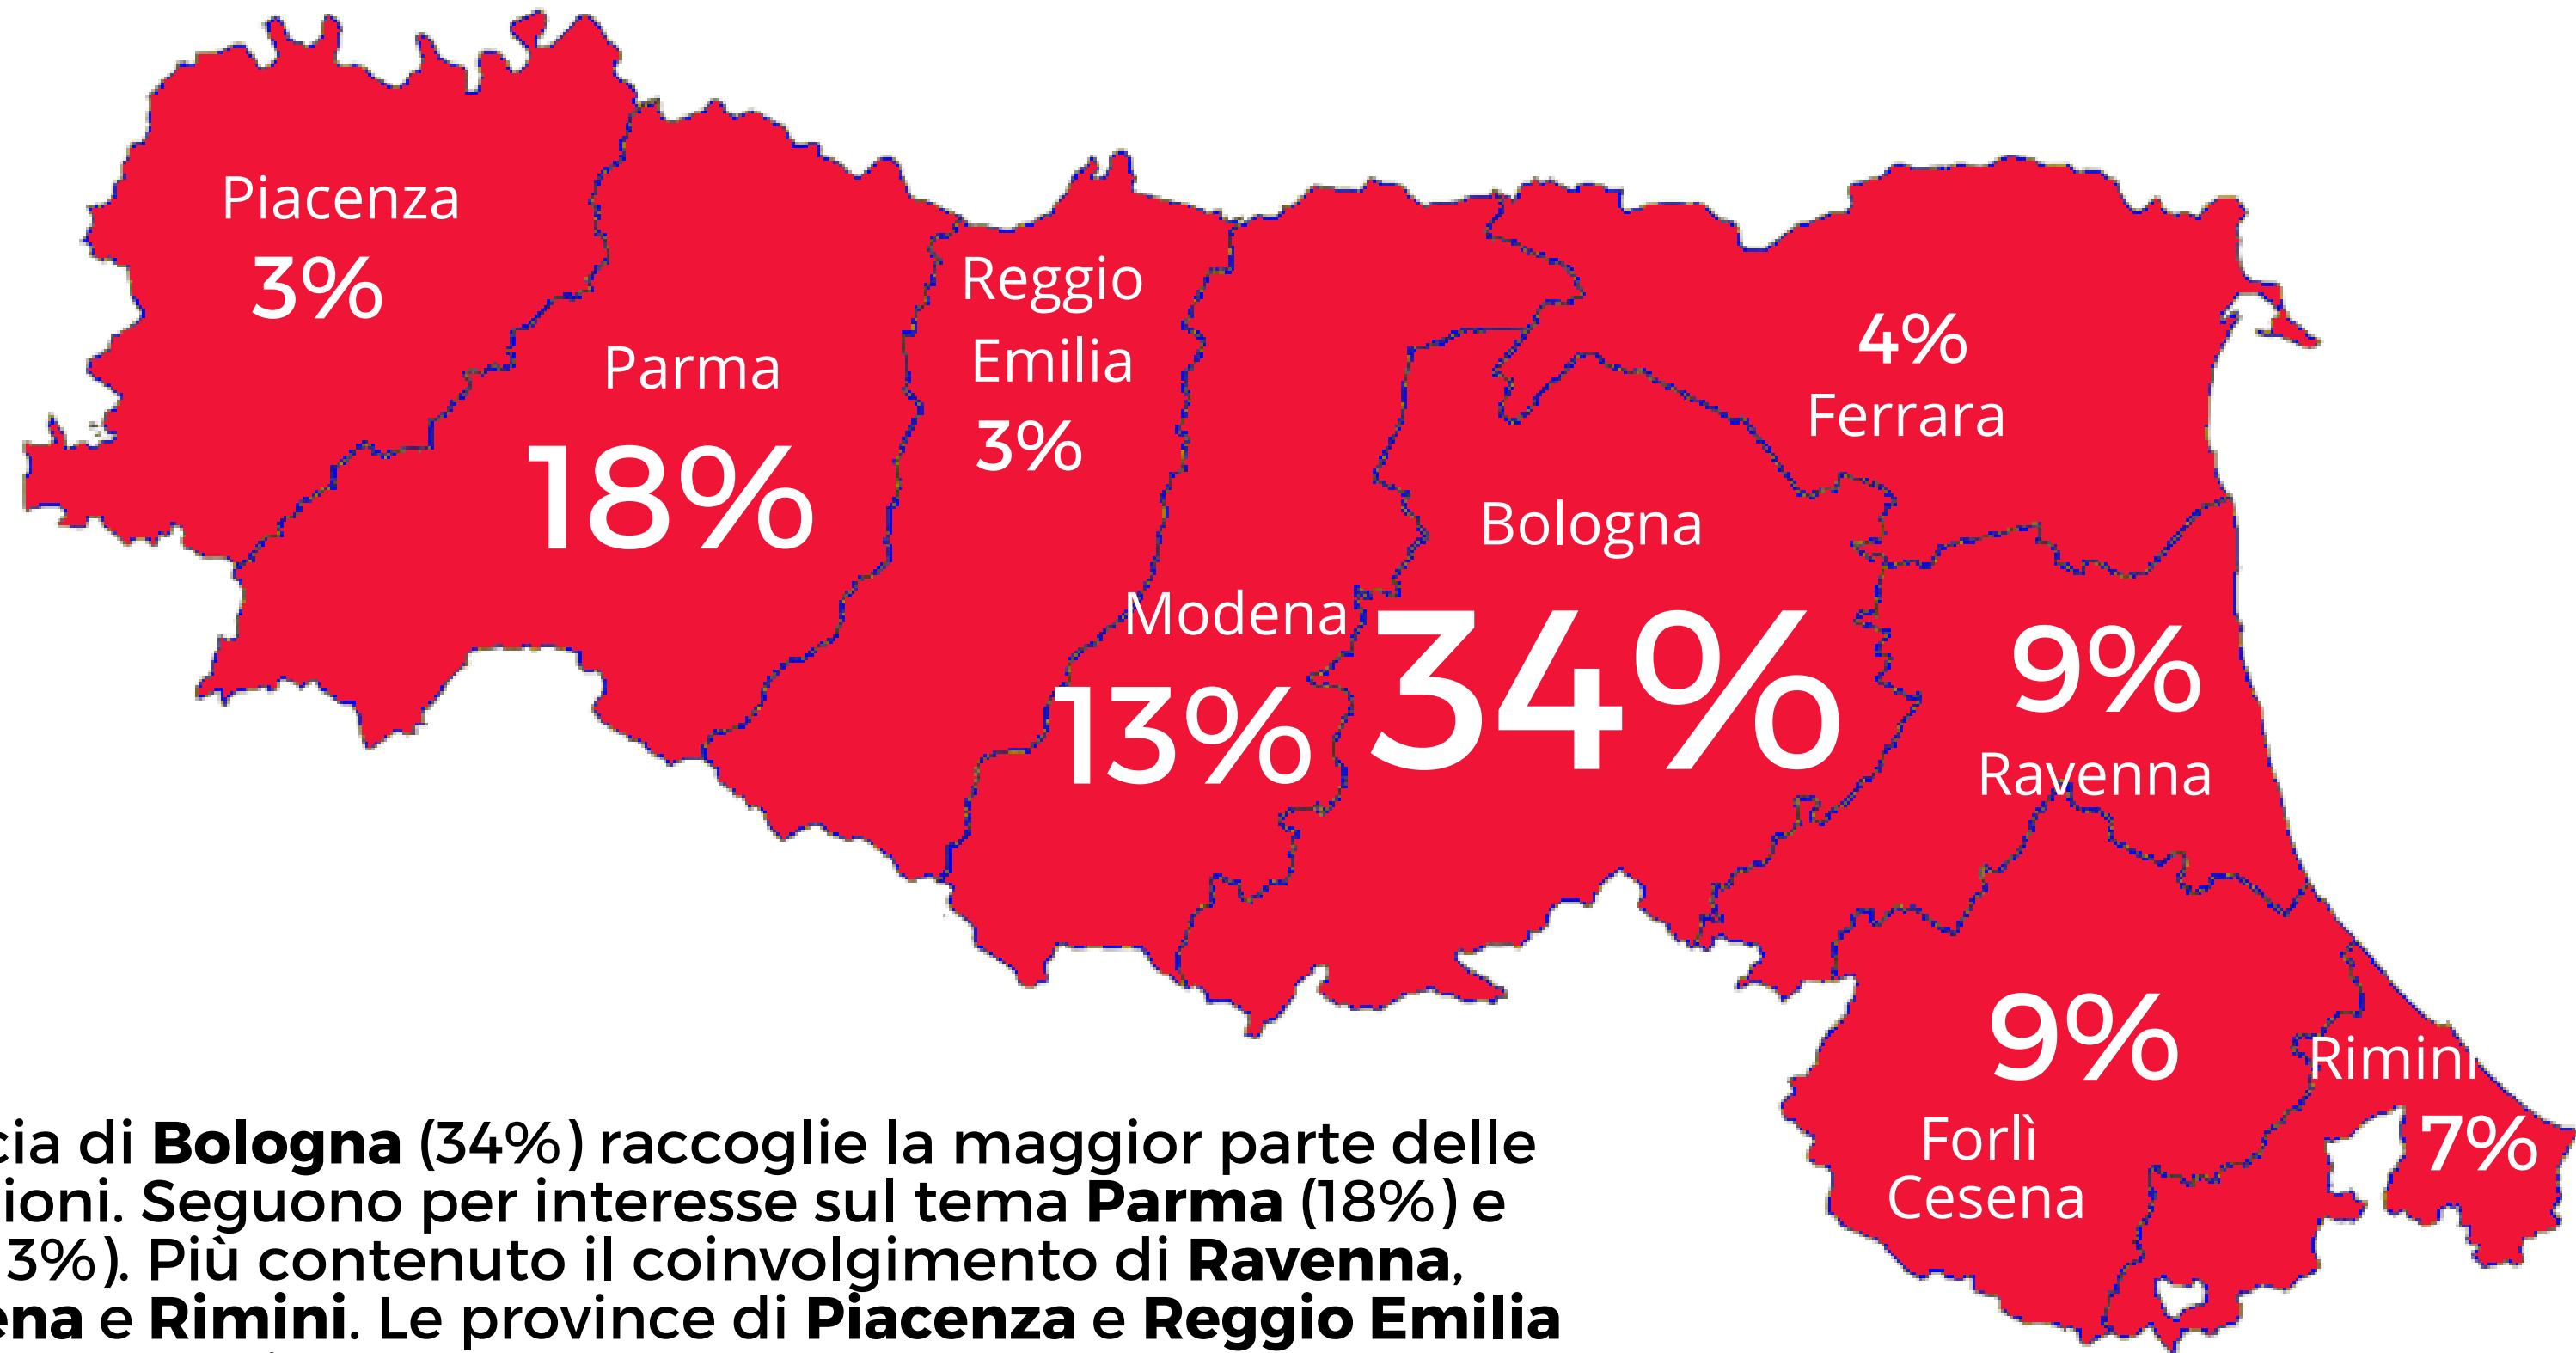 Piacenza
3%
Parma
18%
Reggio
Emilia
3%
Modena
13%
Bologna
34%
4%
Ferrara
9%
Ravenna
9%
Forlì
Cesena
Rimini
7%
cia di Bologna (34%) raccoglie la maggior parte delle
ioni. Seguono per interesse sul tema Parma (18%) e
3%). Più contenuto il coinvolgimento di Ravenna,
ena e Rimini. Le province di Piacenza e Reggio Emilia